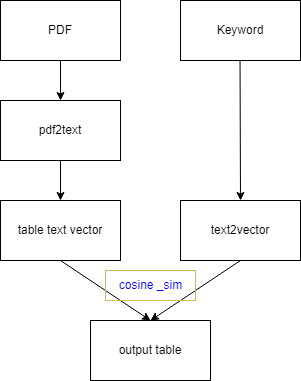 PDF
Keyword
pdf2text
table text vector
text2vector
cosine _sim
output table